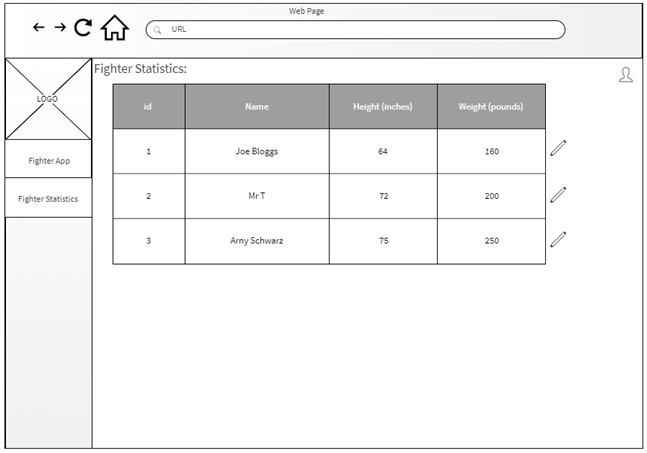 Web Page
URL
LOGO
Fighter App
Fighter Statistics
Fighter Statistics:
id Name Height (inches) Weight (pounds)
1 Joe Bloggs 64 160
2 Mr T 72 200
3 Arny Schwarz 75 250